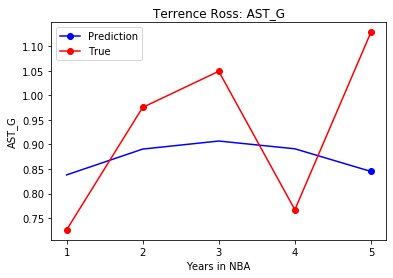 Terrence Ross: AST_G
Prediction
True
1.10
1.05
1.00
0.95
0.90
0.85
0.80
0.75
AST_G
1 2 3 4 5
Years in NBA